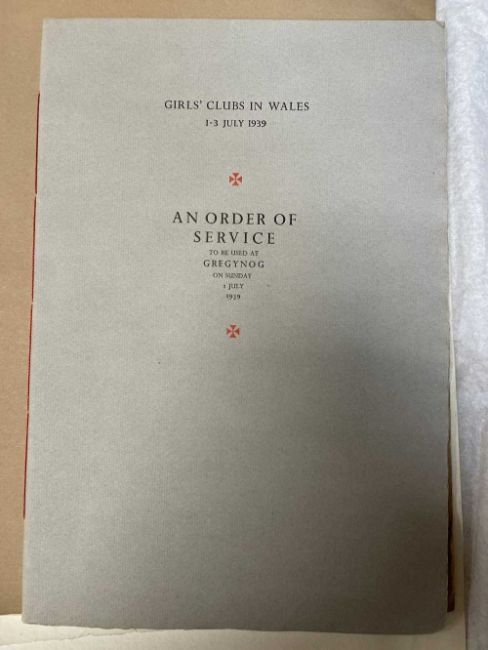 GIRLS' CLUBS IN WALES
1-3 JULY 1939
AN ORDER OF
SERVICE
TO BE USED AT
GREGYNOG
ON SUNDAY
2 JULY
1939